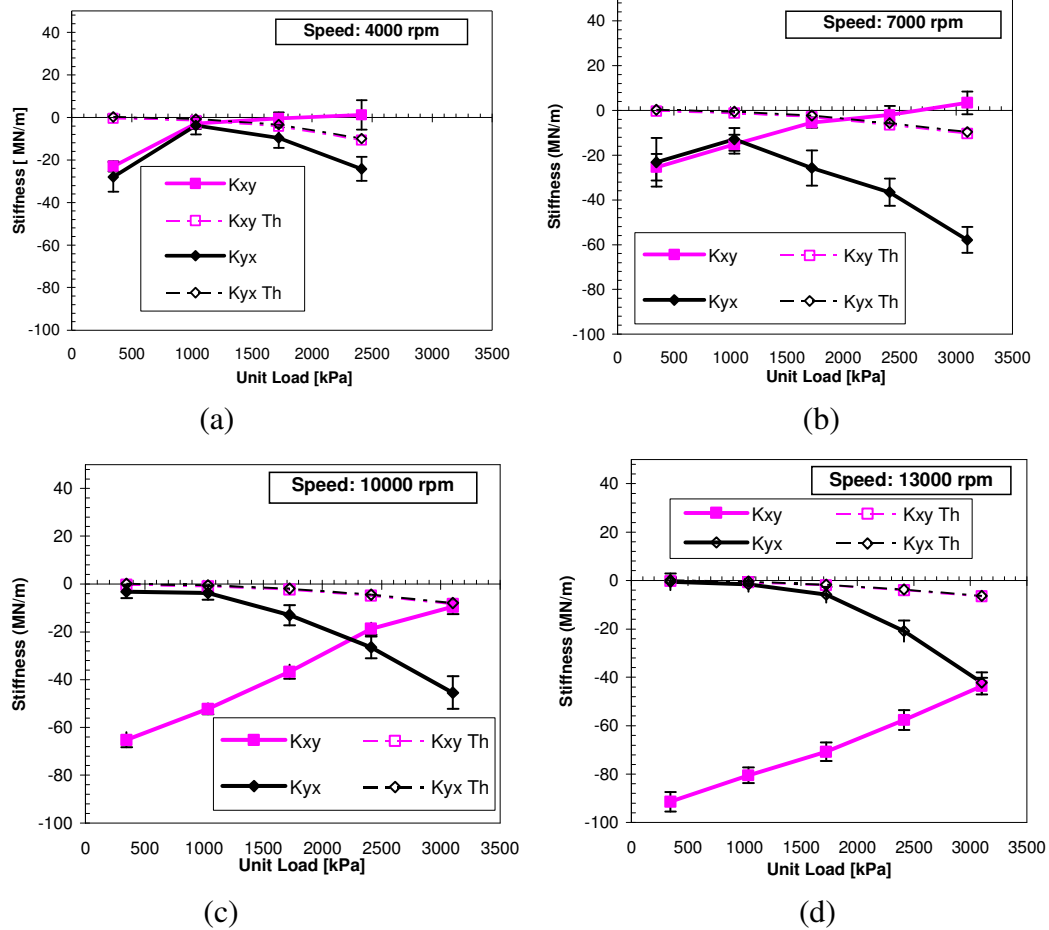 Speed: 4000 rpm
Stiffness [ MN/m]
40
20
0
-20
-40
-60
-80
-100
Kxy
Kxy Th
Kyx
Kyx Th
0 500 1000 1500 2000 2500 3000 3500
Unit Load [kPa]
(a)
Speed: 7000 rpm
Stiffness (MN/m)
40
20
0
-20
-40
-60
-80
-100
Kxy Kxy Th
Kyx Kyx Th
0 500 1000 1500 2000 2500 3000 3500
Unit Load [kPa]
(b)
Speed: 10000 rpm
Stiffness (MN/m)
40
20
0
-20
-40
-60
-80
-100
Kxy Kxy Th
Kyx Kyx Th
0 500 1000 1500 2000 2500 3000 3500
Unit Load [kPa]
(c)
Speed: 13000 rpm
Stiffness (MN/m)
40
20
0
-20
-40
-60
-80
-100
Kxy Kxy Th
Kyx Kyx Th
0 500 1000 1500 2000 2500 3000 3500
Unit Load [kPa]
(d)